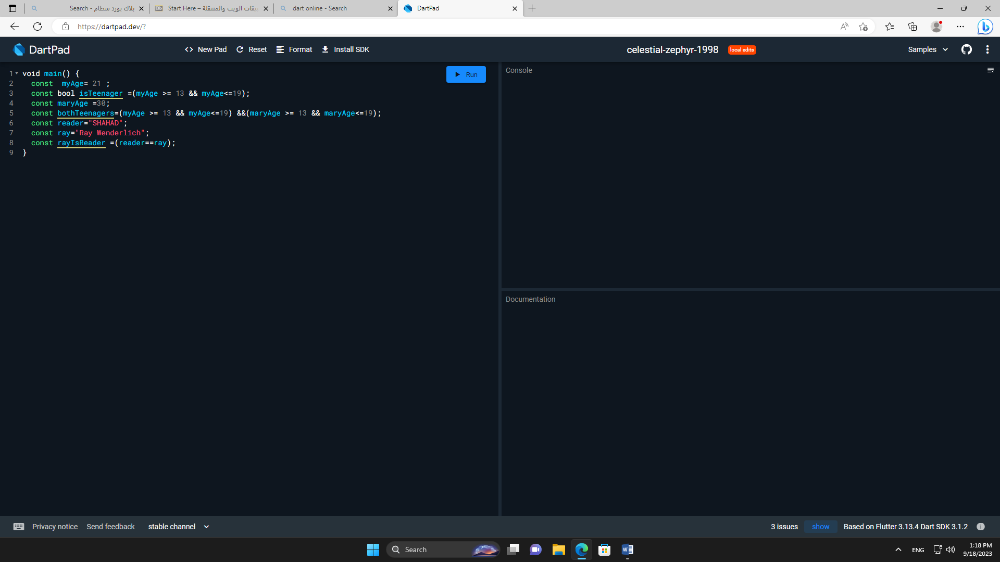 Search - بلاك بورد سطام
Bb Start Here – بيقات الويب والمتنقلة
dart online - Search
DartPad
https://dartpad.dev/?
DartPad
<> New Pad
Reset
Format
Install SDK
celestial-zephyr-1998
local edits
Samples
1 void main() {
2 const  myAge= 21 ;
3 const bool isTeenager =(myAge >= 13 && myAge<=19);
4 const maryAge =30;
5 const bothTeenagers=(myAge >= 13 && myAge<=19) &&(maryAge >= 13 && maryAge<=19);
6 const reader="SHAHAD";
7 const ray="Ray Wenderlich";
8 const rayIsReader =(reader==ray);
9 }
Run
Console
Documentation
Privacy notice
Send feedback
stable channel
3 issues
show
Based on Flutter 3.13.4 Dart SDK 3.1.2
Search
ENG
1:18 PM
9/18/2023